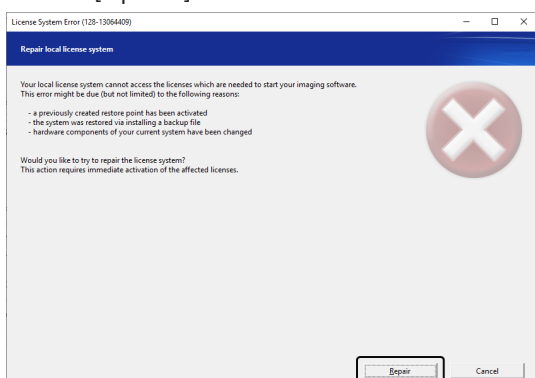 License System Error (128-13064409)
Repair local license system
Your local license system cannot access the licenses which are needed to start your imaging software.
This error might be due (but not limited) to the following reasons:
- a previously created restore point has been activated
- the system was restored via installing a backup file
- hardware components of your current system have been changed
Would you like to try to repair the license system?
This action requires immediate activation of the affected licenses.
Repair
Cancel